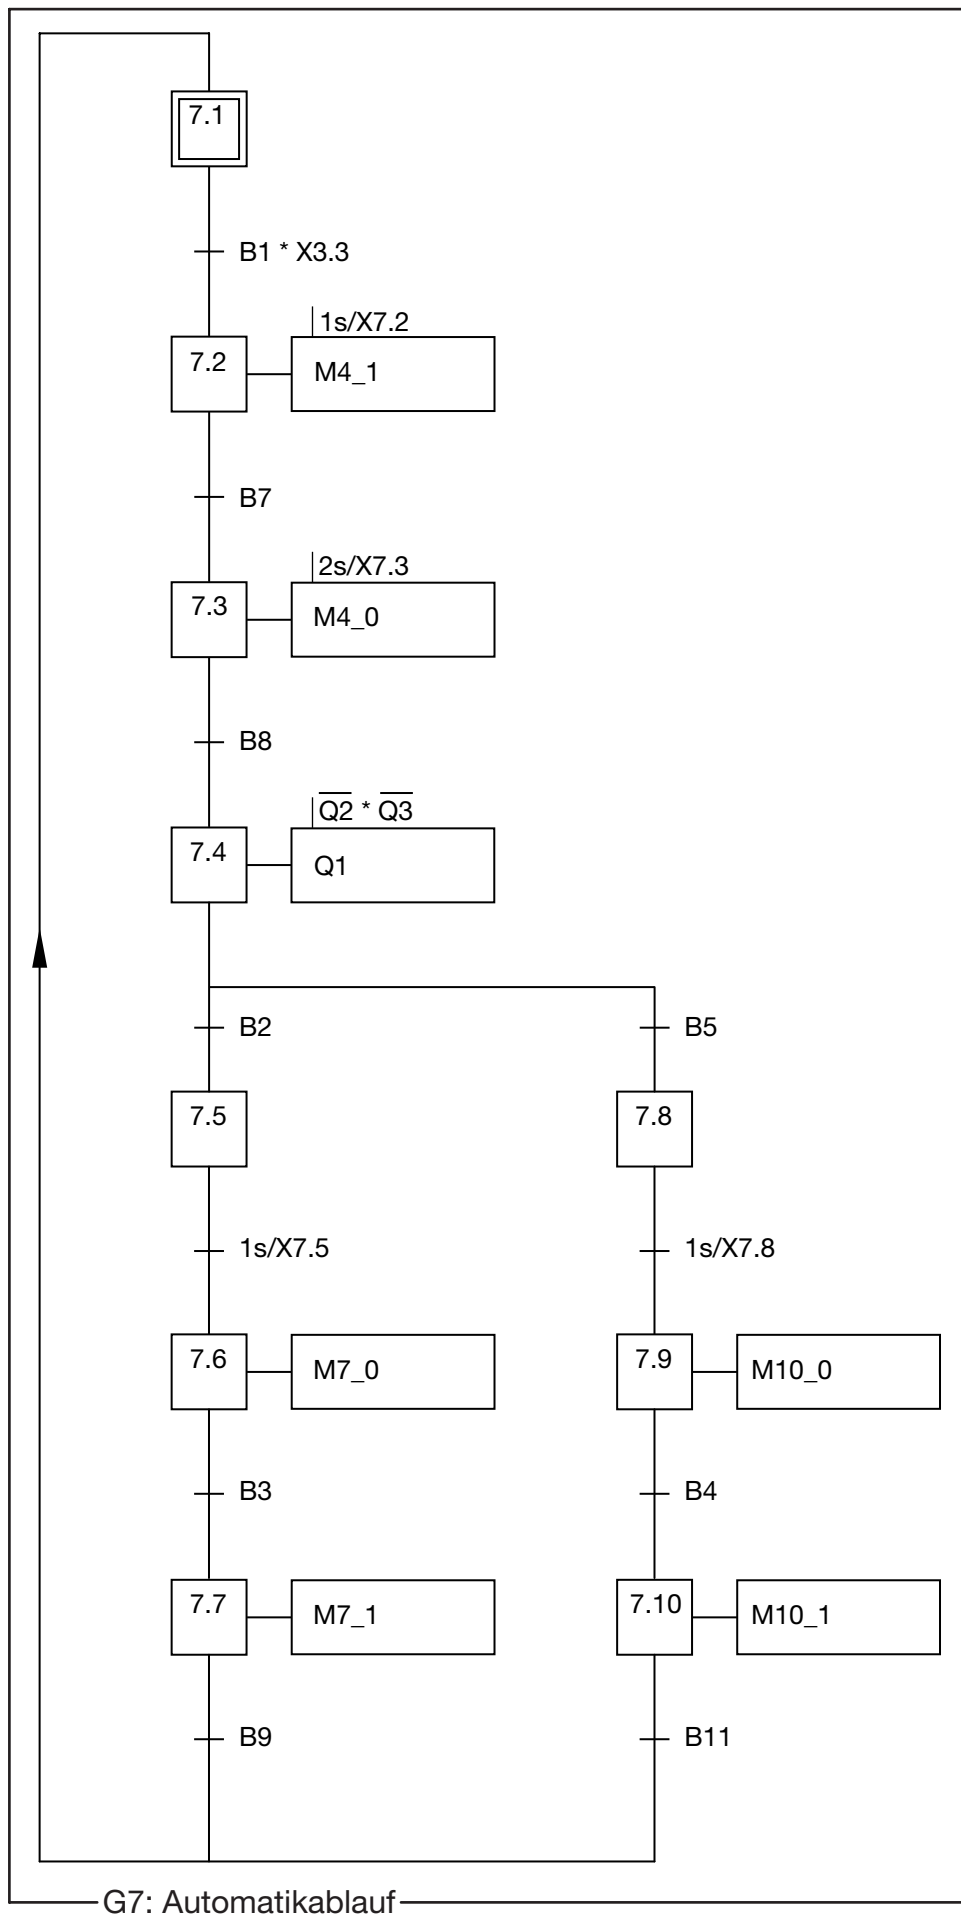 7.1
B1 * X3.3
1s/X7.2
7.2
M4_1
B7
2s/X7.3
7.3
M4_0
B8
Q̅2̅ * Q̅3̅
7.4
Q1
B2
B5
7.5
7.8
1s/X7.5
1s/X7.8
7.6
M7_0
7.9
M10_0
B3
B4
7.7
M7_1
7.10
M10_1
B9
B11
G7: Automatikablauf